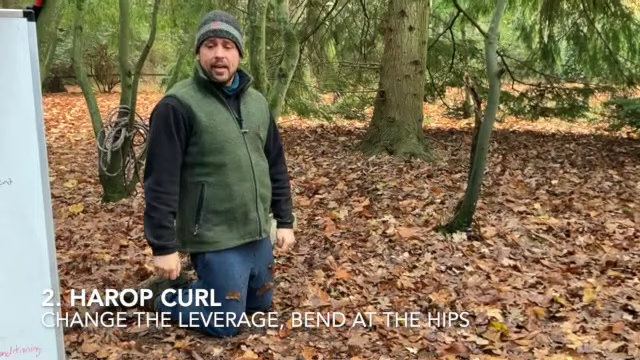 2. HAROP CURL
CHANGE THE LEVERAGE, BEND AT THE HIPS